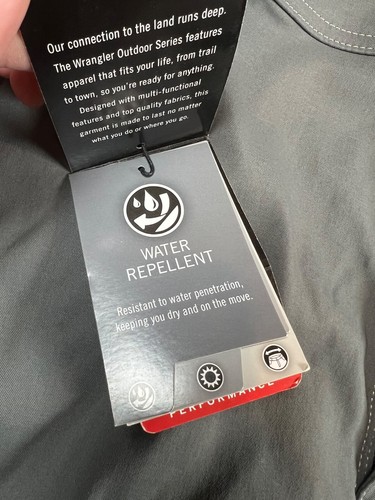 Our connection to the land runs deep.
The Wrangler Outdoor Series features
apparel that fits your life, from trail
to town, so you're ready for anything.
Designed with multi-functional
features and top quality fabrics, this
garment is made to last no matter
what you do or where you go.
WATER
REPELLENT
Resistant to water penetration,
keeping you dry and on the move.
PERFORMANCE